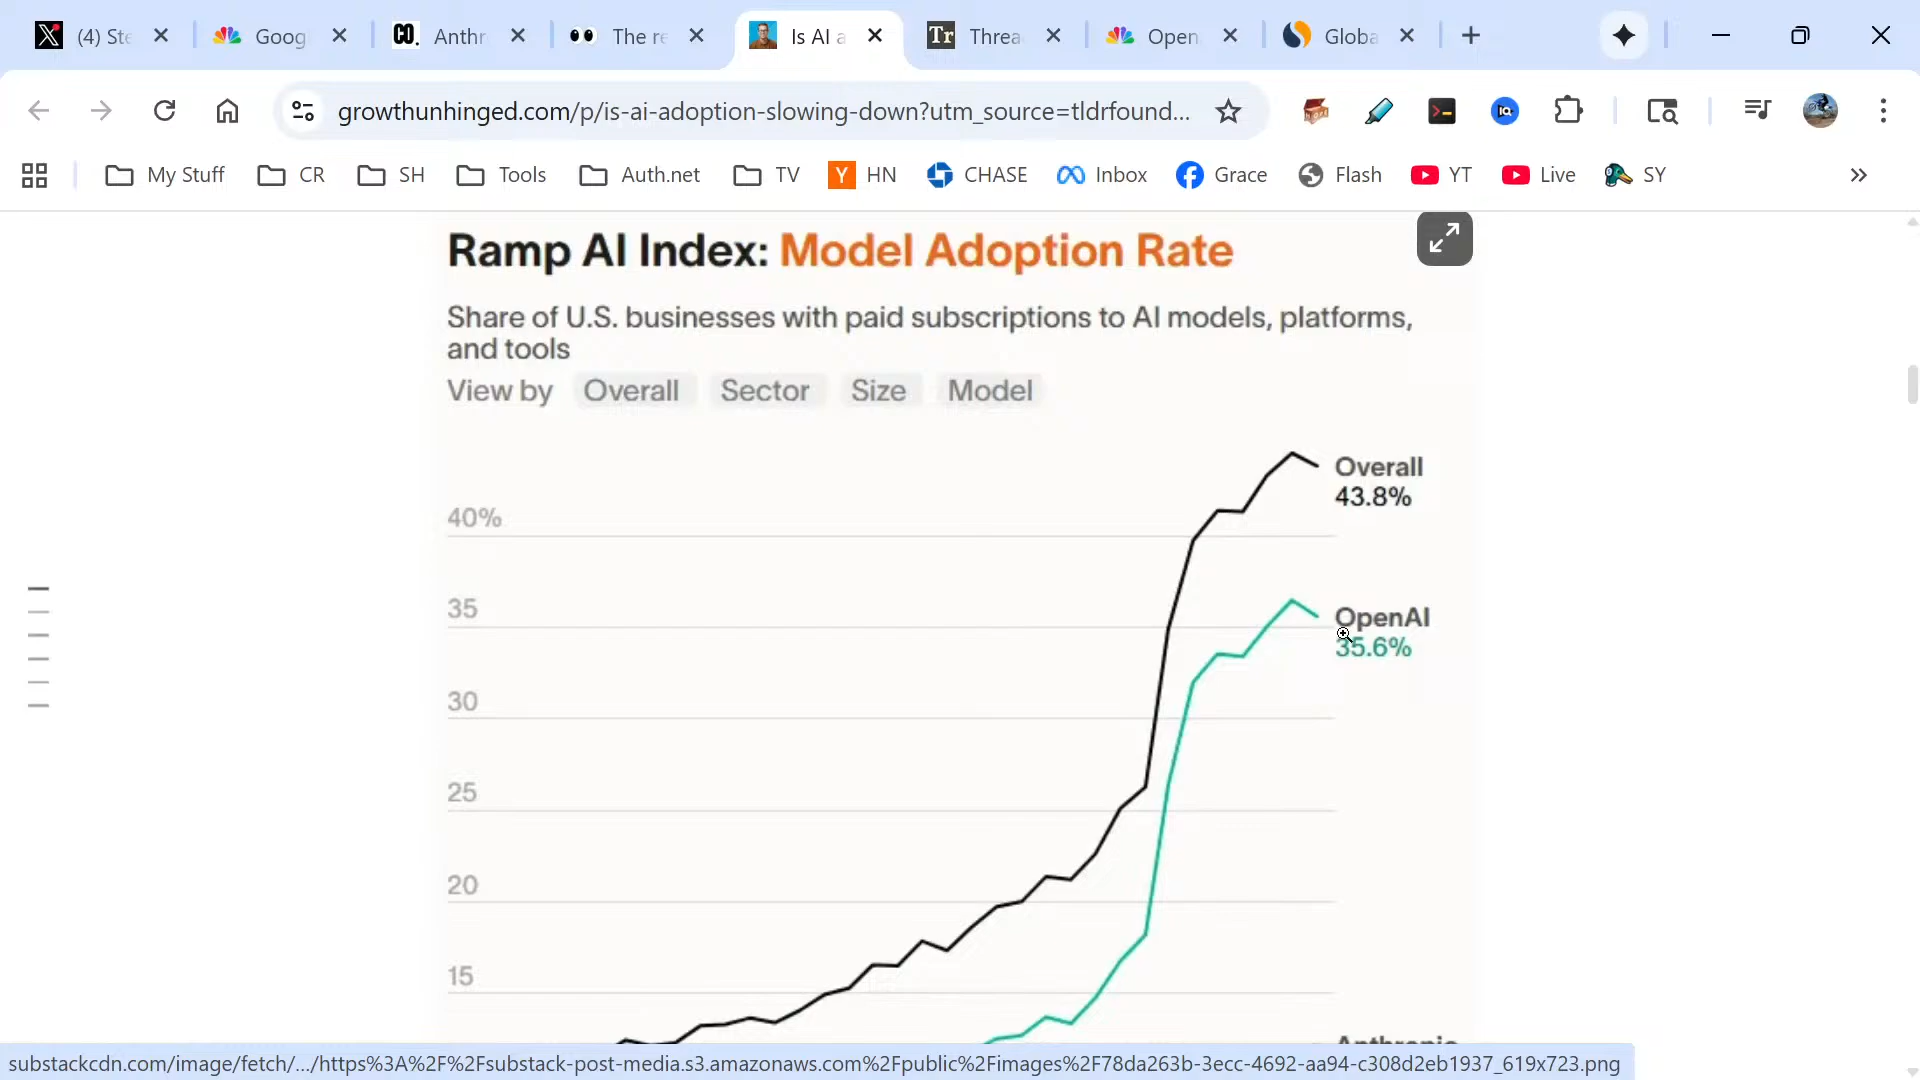 (4) Ste
Goog
CO.
Anthr
The re
Is AI a
Tr
Threa
Open
Globa
growthunhinged.com/p/is-ai-adoption-slowing-down?utm_source=tldrfound...
My Stuff
CR
SH
Tools
Auth.net
TV
Y
HN
CHASE
Inbox
Grace
Flash
YT
Live
SY
Ramp AI Index: Model Adoption Rate
Share of U.S. businesses with paid subscriptions to AI models, platforms,
and tools
View by Overall Sector Size Model
Overall
43.8%
40%
35
OpenAI
35.6%
30
25
20
15
Anthropic
substackcdn.com/image/fetch/.../https%3A%2F%2Fsubstack-post-media.s3.amazonaws.com%2Fpublic%2Fimages%2F78da263b-3ecc-4692-aa94-c308d2eb1937_619x723.png